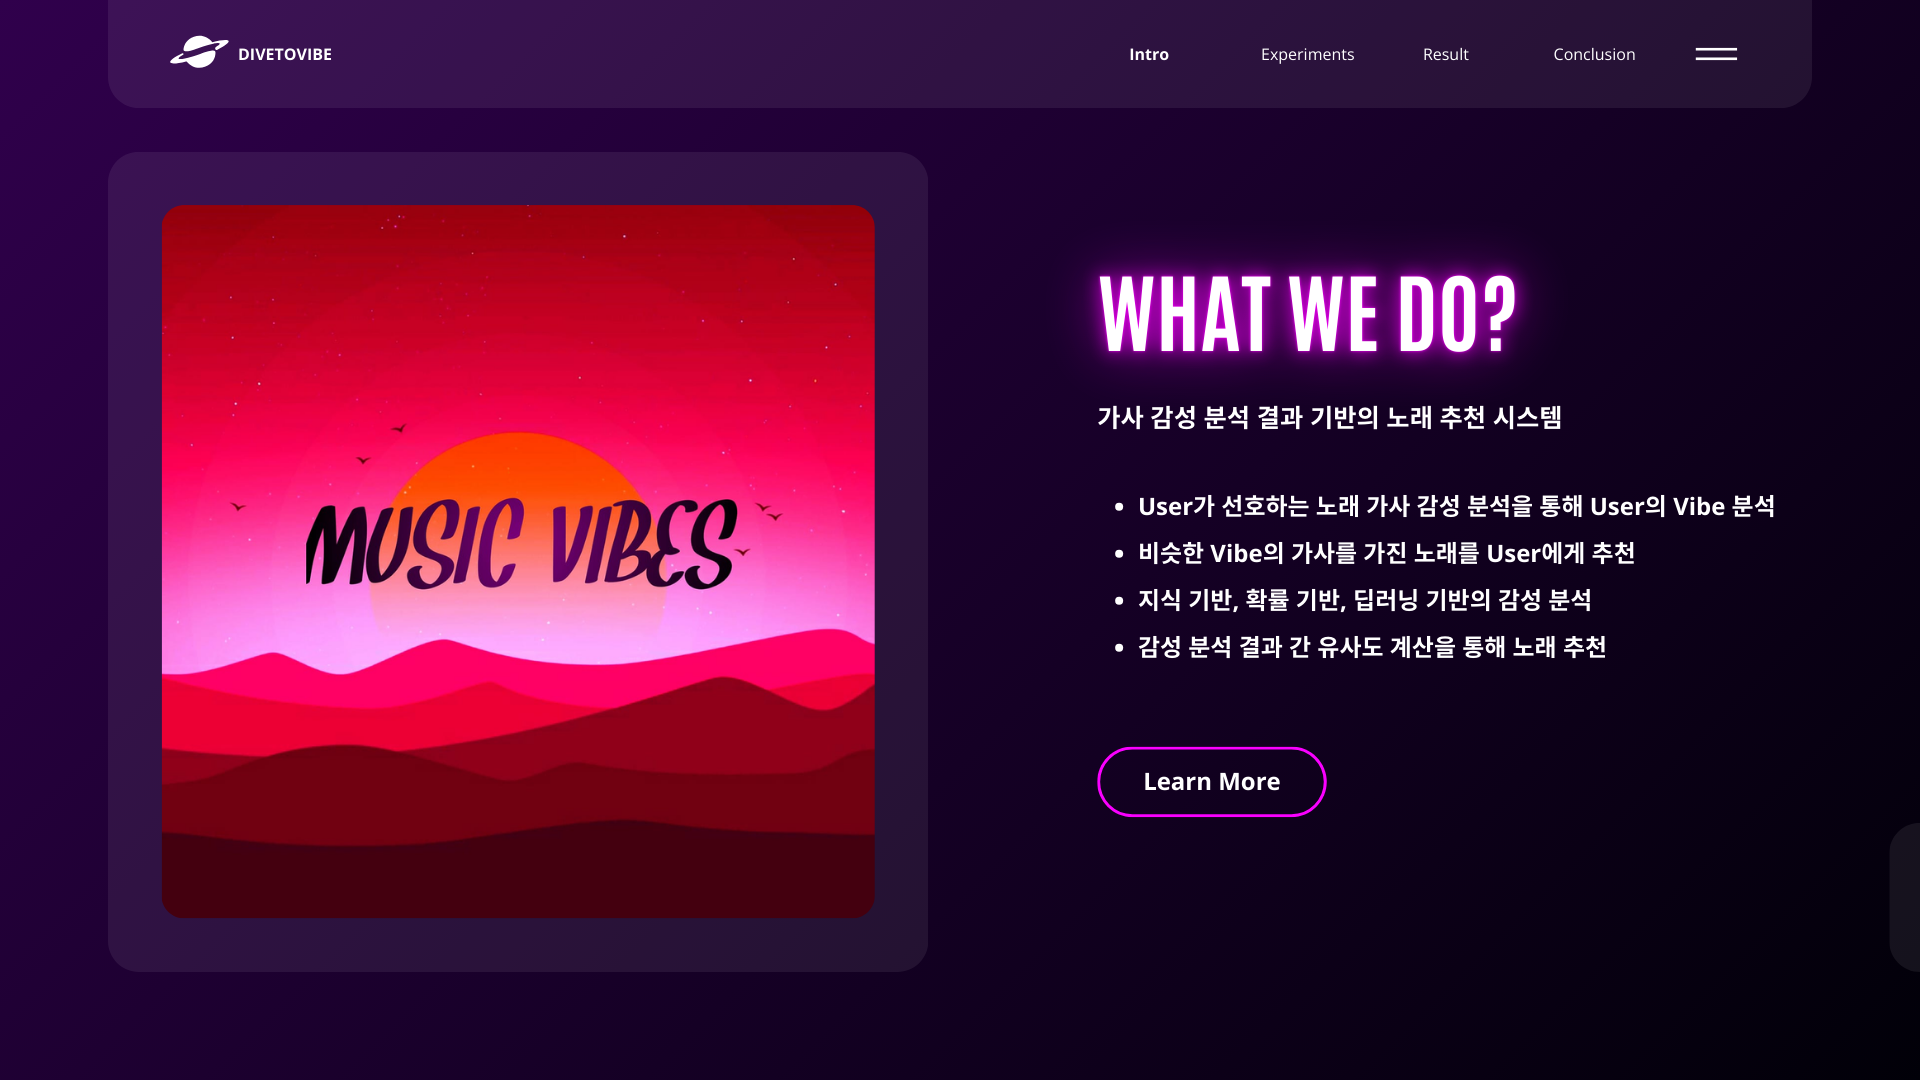 DIVETOVIBE
Intro
Experiments
Result
Conclusion
MUSIC VIBES
WHAT WE DO?
가사 감성 분석 결과 기반의 노래 추천 시스템
• User가 선호하는 노래 가사 감성 분석을 통해 User의 Vibe 분석
• 비슷한 Vibe의 가사를 가진 노래를 User에게 추천
• 지식 기반, 확률 기반, 딥러닝 기반의 감성 분석
• 감성 분석 결과 간 유사도 계산을 통해 노래 추천
Learn More